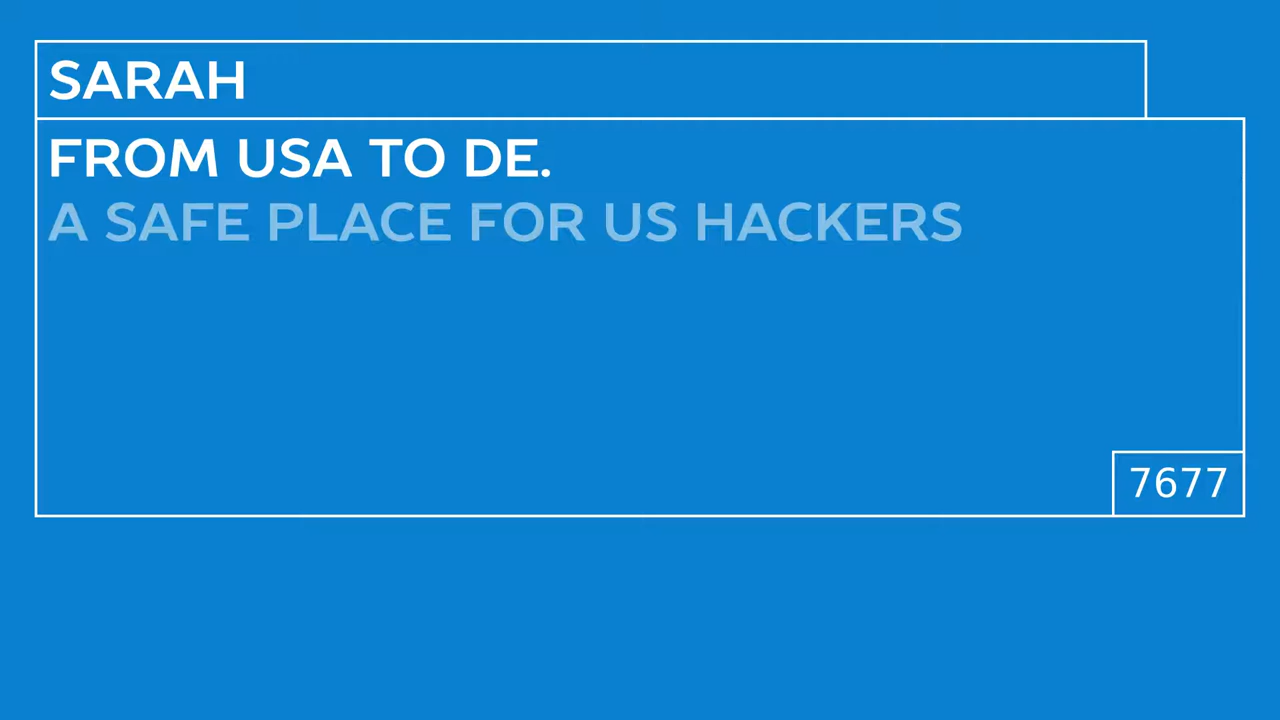 SARAH
FROM USA TO DE.
A SAFE PLACE FOR US HACKERS
7677